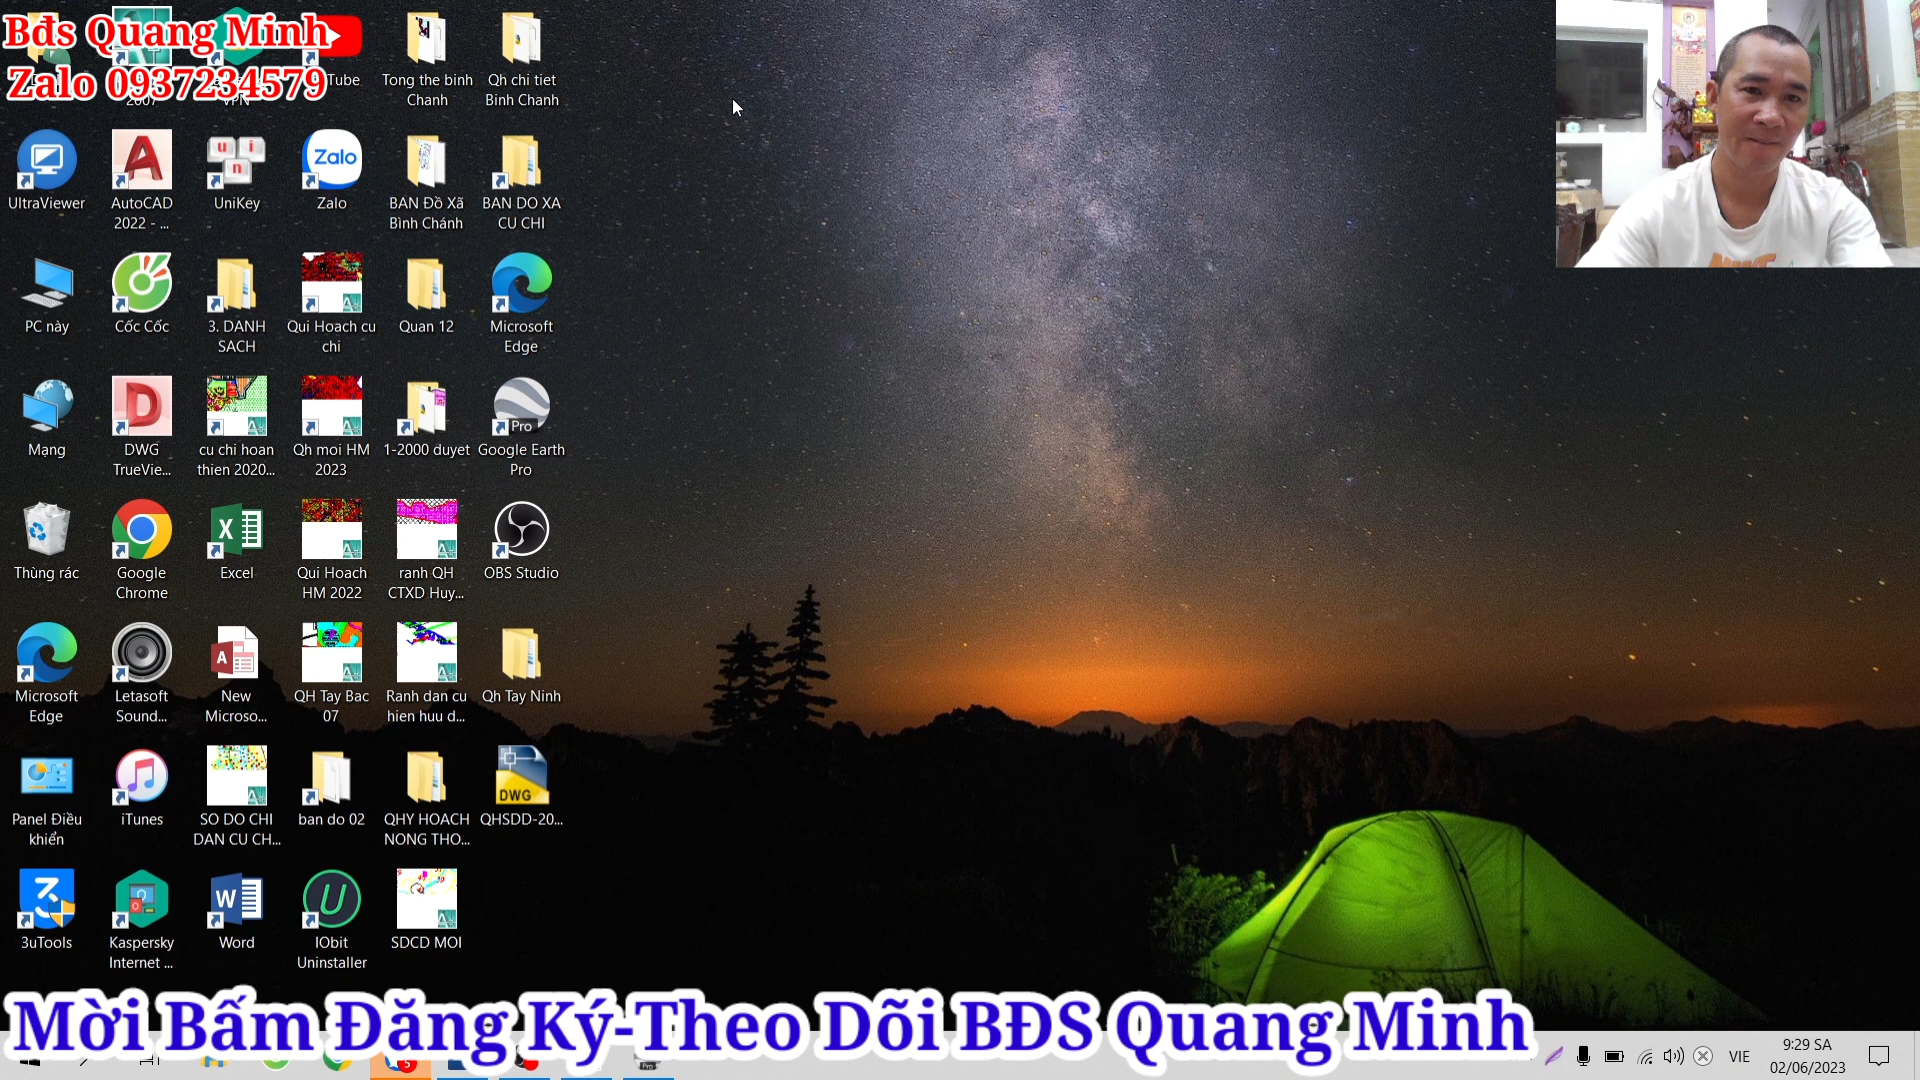 Bđs Quang Minh
Zalo 0937234579
2007
VPN
Tube
Tong the binh
Chanh
Qh chi tiet
Binh Chanh
UltraViewer
AutoCAD
2022 - ...
UniKey
Zalo
Zalo
BAN Đồ Xã
Bình Chánh
BAN DO XA
CU CHI
PC này
Cốc Cốc
3. DANH
SACH
Qui Hoach cu
chi
Quan 12
Microsoft
Edge
Mạng
DWG
TrueVie...
cu chi hoan
thien 2020...
Qh moi HM
2023
1-2000 duyet
Pro
Google Earth
Pro
Thùng rác
Google
Chrome
Excel
Qui Hoach
HM 2022
ranh QH
CTXD Huy...
OBS Studio
Microsoft
Edge
Letasoft
Sound...
New
Microso...
QH Tay Bac
07
Ranh dan cu
hien huu d...
Qh Tay Ninh
Panel Điều
khiển
iTunes
SO DO CHI
DAN CU CH...
ban do 02
QHY HOACH
NONG THO...
DWG
QHSDD-20...
3uTools
Kaspersky
Internet ...
Word
IObit
Uninstaller
SDCD MOI
Mời Bấm Đăng Ký-Theo Dõi BĐS Quang Minh
5
Pro
VIE
9:29 SA
02/06/2023